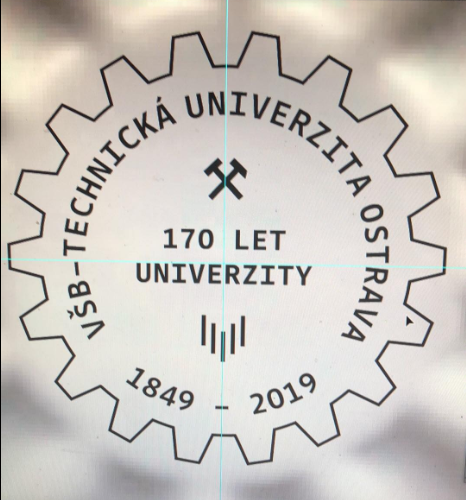 VŠB-TECHNICKÁ UNIVERZITA OSTRAVA
170 LET
UNIVERZITY
1849 - 2019